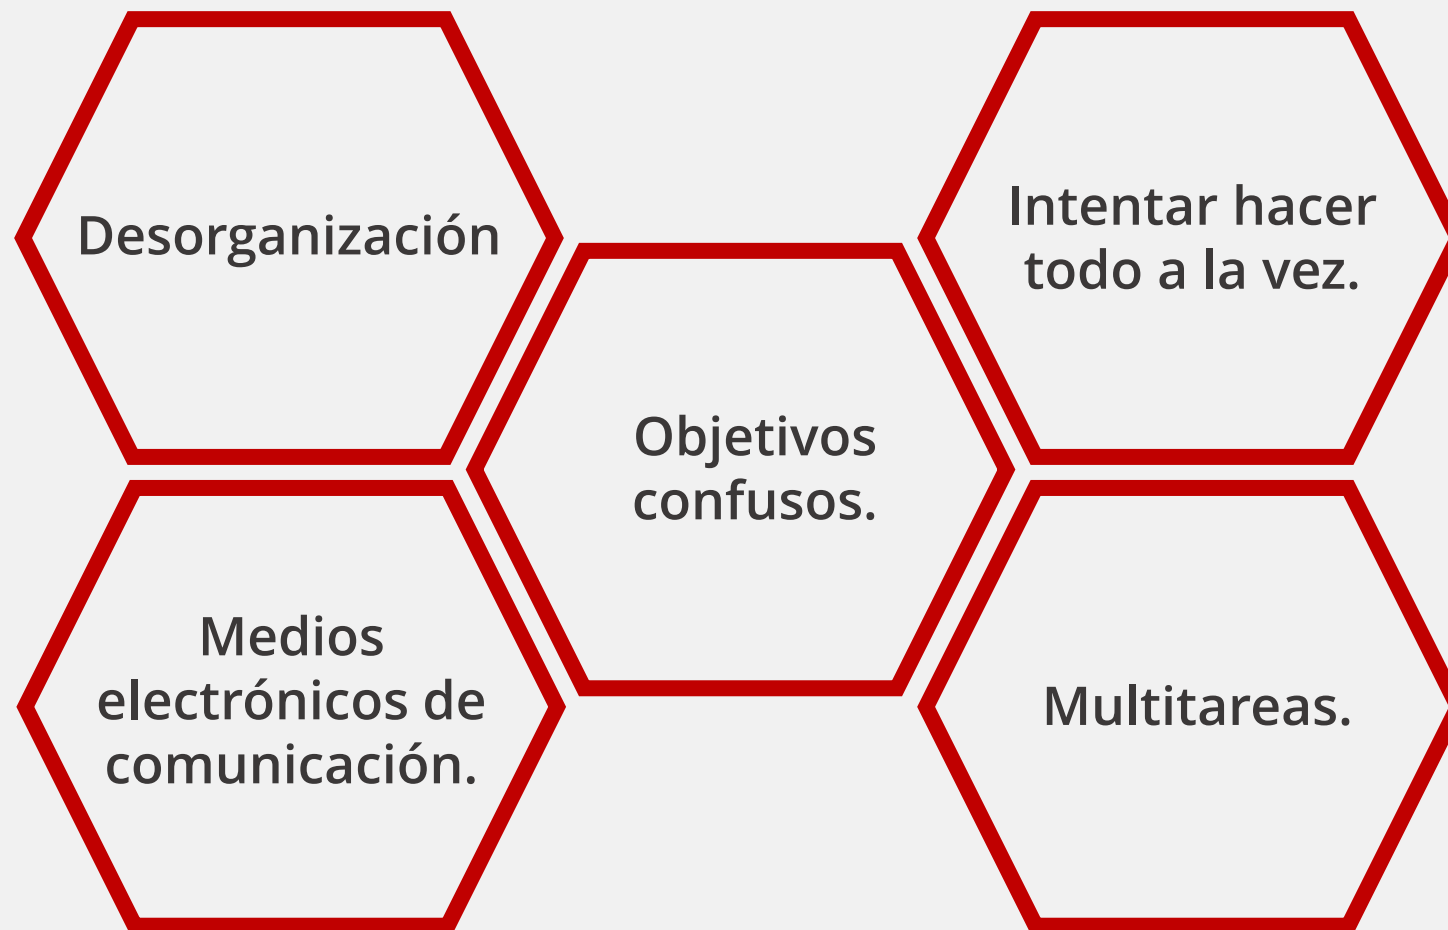 Desorganización
Intentar hacer
todo a la vez.
Objetivos
confusos.
Medios
electrónicos de
comunicación.
Multitareas.